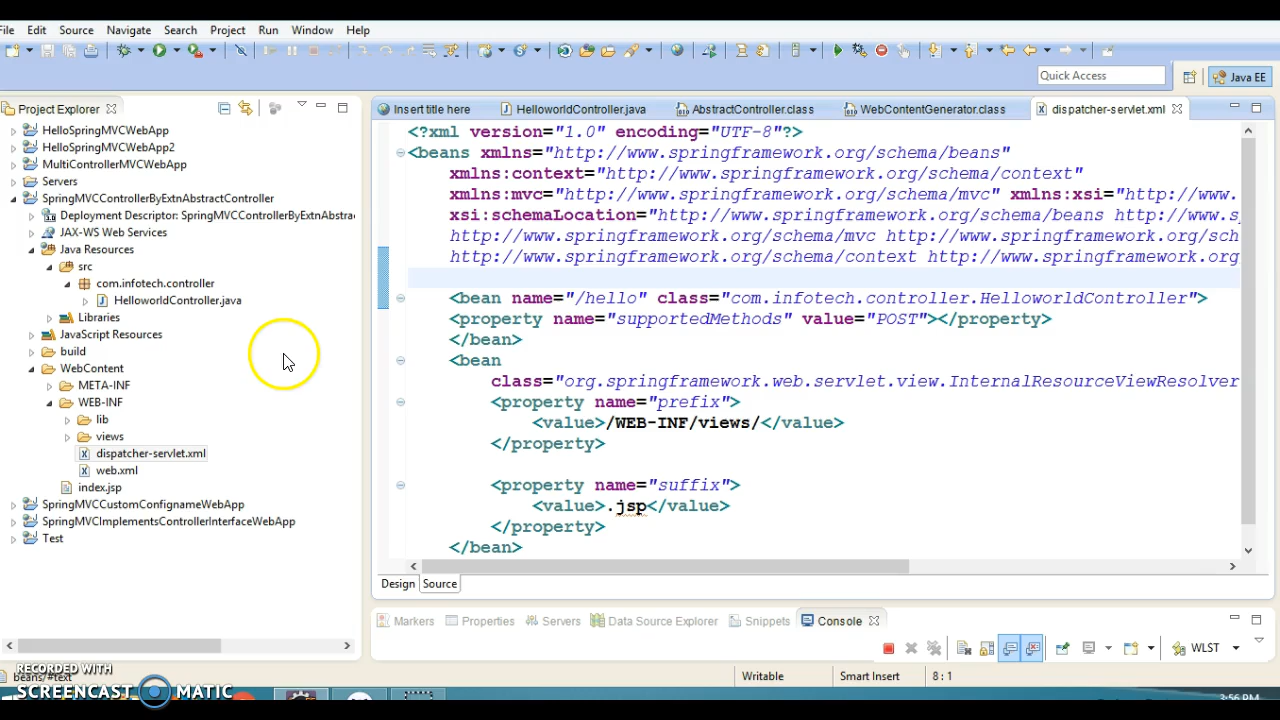 File Edit Source Navigate Search Project Run Window Help
Quick Access
Java EE
Project Explorer
HelloSpringMVCWebApp
HelloSpringMVCWebApp2
MultiControllerMVCWebApp
Servers
SpringMVCControllerByExtnAbstractController
Deployment Descriptor: SpringMVCControllerByExtnAbstra
JAX-WS Web Services
Java Resources
src
com.infotech.controller
HelloworldController.java
Libraries
JavaScript Resources
build
WebContent
META-INF
WEB-INF
lib
views
dispatcher-servlet.xml
web.xml
index.jsp
SpringMVCCustomConfignameWebApp
SpringMVCImplementsControllerInterfaceWebApp
Test
Insert title here HelloworldController.java AbstractController.class WebContentGenerator.class dispatcher-servlet.xml
<?xml version="1.0" encoding="UTF-8"?>
<beans xmlns="http://www.springframework.org/schema/beans"
xmlns:context="http://www.springframework.org/schema/context"
xmlns:mvc="http://www.springframework.org/schema/mvc" xmlns:xsi="http://www.
xsi:schemaLocation="http://www.springframework.org/schema/beans http://www.s
http://www.springframework.org/schema/mvc http://www.springframework.org/sch
http://www.springframework.org/schema/context http://www.springframework.org
<bean name="/hello" class="com.infotech.controller.HelloworldController">
<property name="supportedMethods" value="POST"></property>
</bean>
<bean
class="org.springframework.web.servlet.view.InternalResourceViewResolver
<property name="prefix">
<value>/WEB-INF/views/</value>
</property>
<property name="suffix">
<value>.jsp</value>
</property>
</bean>
Design Source
Markers Properties Servers Data Source Explorer Snippets Console
WLST
beans/#text
Writable Smart Insert 8 : 1
RECORDED WITH
SCREENCAST MATIC
3:56 PM